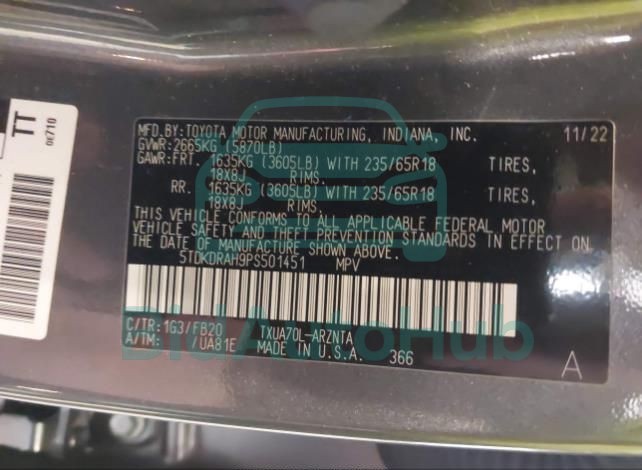 MFD.BY:TOYOTA MOTOR MANUFACTURING, INDIANA, INC. 11/22
GVWR:2665KG (5870LB)
GAWR:FRT. 1635KG (3605LB) WITH 235/65R18 TIRES,
18X8J RIMS,
RR. 1635KG (3605LB) WITH 235/65R18 TIRES,
18X8J RIMS,
THIS VEHICLE CONFORMS TO ALL APPLICABLE FEDERAL MOTOR
VEHICLE SAFETY AND THEFT PREVENTION STANDARDS IN EFFECT ON
THE DATE OF MANUFACTURE SHOWN ABOVE.
5TDKDRAH9PS501451 MPV
C/TR:1G3/FB20 TXUA70L-ARZNTA
A/TM: /UA81E MADE IN U.S.A. 366
A
TT
0E710
BidAutoHub